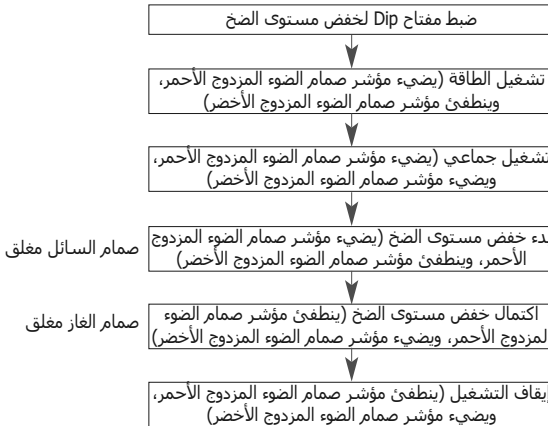 ضبط مفتاح Dip لخفض مستوى الضخ
تشغيل الطاقة (يضيء مؤشر صمام الضوء المزدوج الأحمر،
وينطفئ مؤشر صمام الضوء المزدوج الأخضر)
تشغيل جماعي (يضيء مؤشر صمام الضوء المزدوج الأحمر،
ويضيء مؤشر صمام الضوء المزدوج الأخضر)
بدء خفض مستوى الضخ (يضيء مؤشر صمام الضوء المزدوج
الأحمر، وينطفئ مؤشر صمام الضوء المزدوج الأخضر)
صمام السائل مغلق
اكتمال خفض مستوى الضخ (ينطفئ مؤشر صمام الضوء
المزدوج الأحمر، ويضيء مؤشر صمام الضوء المزدوج الأخضر)
صمام الغاز مغلق
إيقاف التشغيل (ينطفئ مؤشر صمام الضوء المزدوج الأحمر،
ويضيء مؤشر صمام الضوء المزدوج الأخضر)